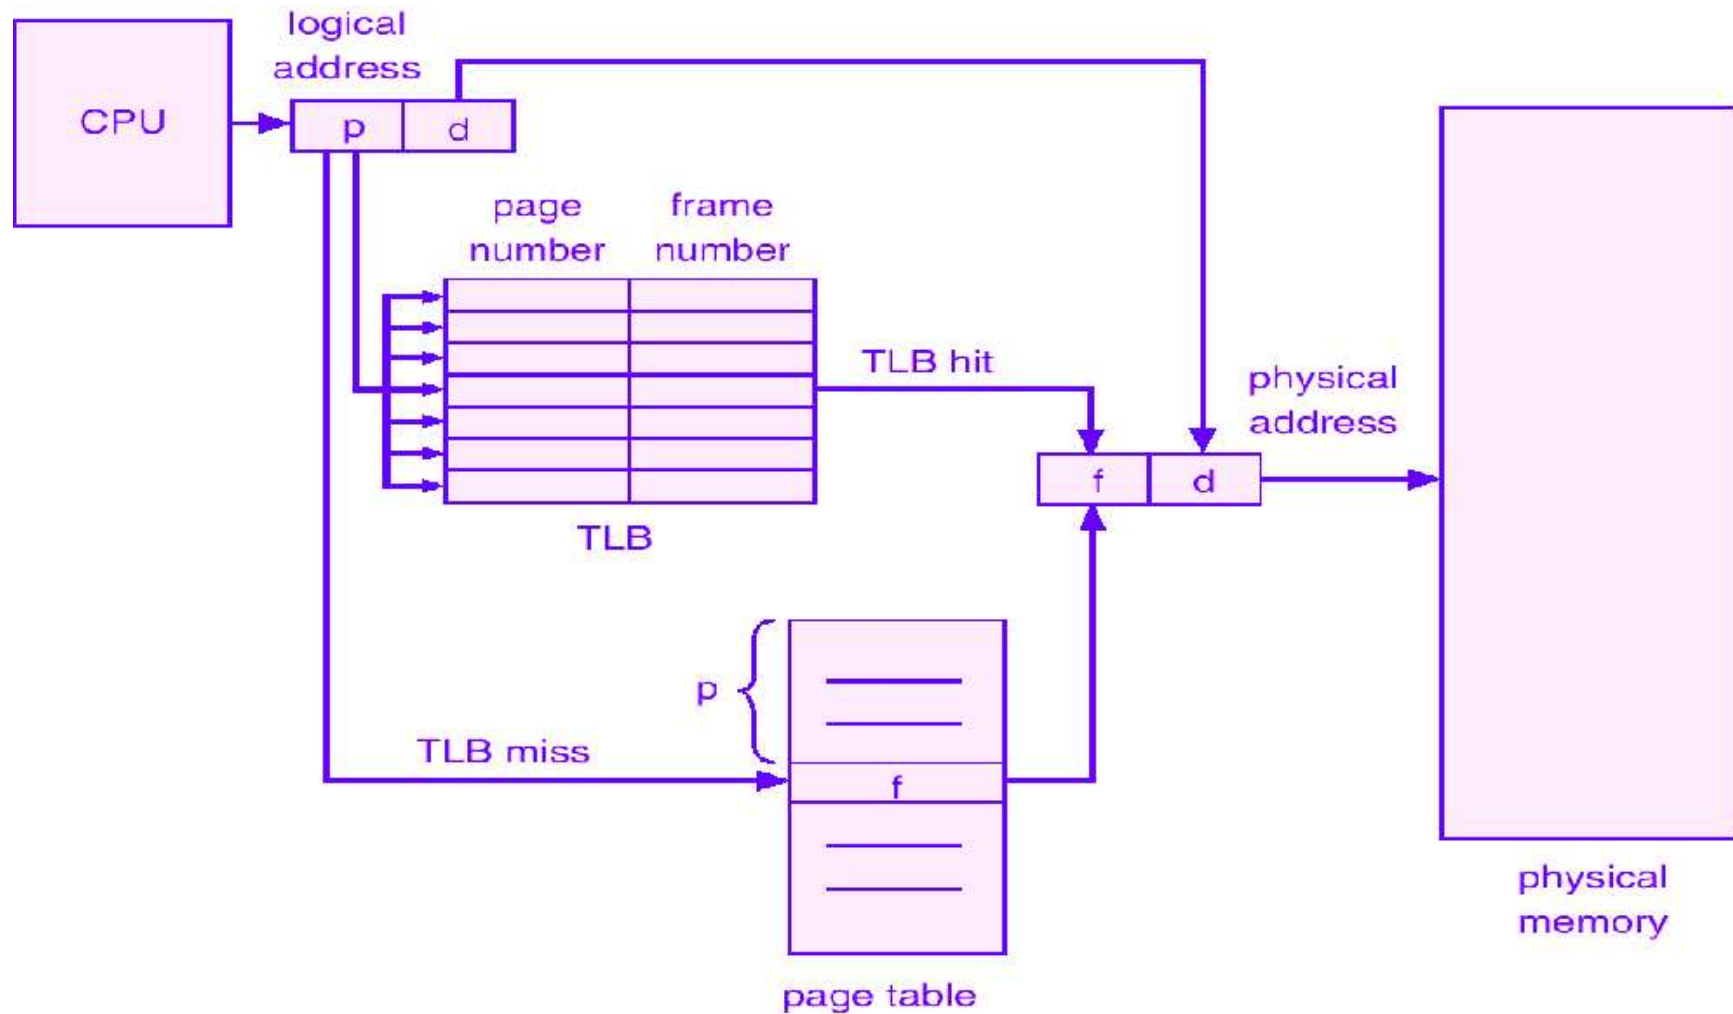 logical
address
CPU
p
d
page
number
frame
number
TLB hit
physical
address
f
d
TLB
p
TLB miss
f
physical
memory
page table